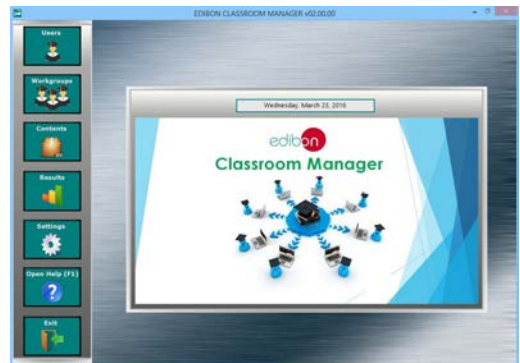 EDIBON CLASSROOM MANAGER v02.00.00
Users
Workgroups
Contents
Results
Settings
Open Help (F1)
Exit
Wednesday, March 23, 2016
edibon
Classroom Manager